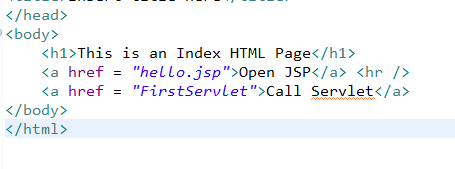 </head>
<body>
<h1>This is an Index HTML Page</h1>
<a href = "hello.jsp">Open JSP</a> <hr />
<a href = "FirstServlet">Call Servlet</a>
</body>
</html>